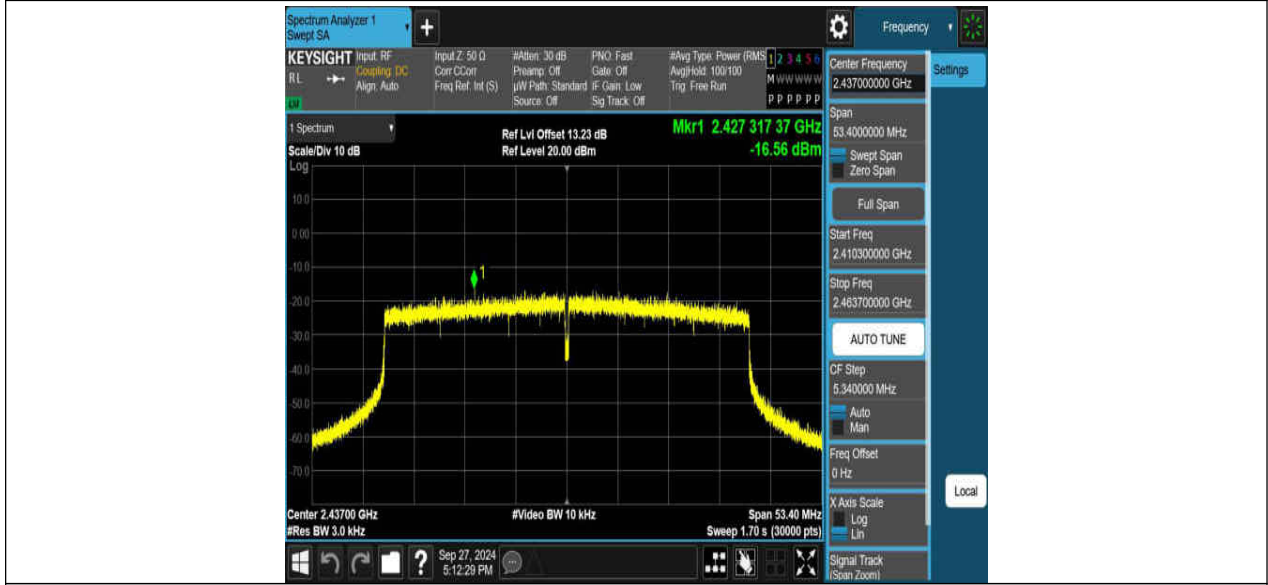 Spectrum Analyzer 1
Swept SA
+
Frequency
KEYSIGHT
RL
LU
Input: RF
Coupling: DC
Align: Auto
Input Z: 50 Ω
Corr CCorr
Freq Ref: Int (S)
#Atten: 30 dB
Preamp: Off
µW Path: Standard
Source: Off
PNO: Fast
Gate: Off
IF Gain: Low
Sig Track: Off
#Avg Type: Power (RMS
Avg|Hold: 100/100
Trig: Free Run
1 2 3 4 5 6
M W W W W W
P P P P P P
1 Spectrum
Scale/Div 10 dB
Log
Ref Lvl Offset 13.23 dB
Ref Level 20.00 dBm
Mkr1 2.427 317 37 GHz
-16.56 dBm
10.0
0.00
-10.0
-20.0
-30.0
-40.0
-50.0
-60.0
-70.0
1
Center 2.43700 GHz
#Res BW 3.0 kHz
#Video BW 10 kHz
Span 53.40 MHz
Sweep 1.70 s (30000 pts)
?
Sep 27, 2024
5:12:29 PM
Center Frequency
2.437000000 GHz
Settings
Span
53.4000000 MHz
Swept Span
Zero Span
Full Span
Start Freq
2.410300000 GHz
Stop Freq
2.463700000 GHz
AUTO TUNE
CF Step
5.340000 MHz
Auto
Man
Freq Offset
0 Hz
X Axis Scale
Log
Lin
Signal Track
(Span Zoom)
Local